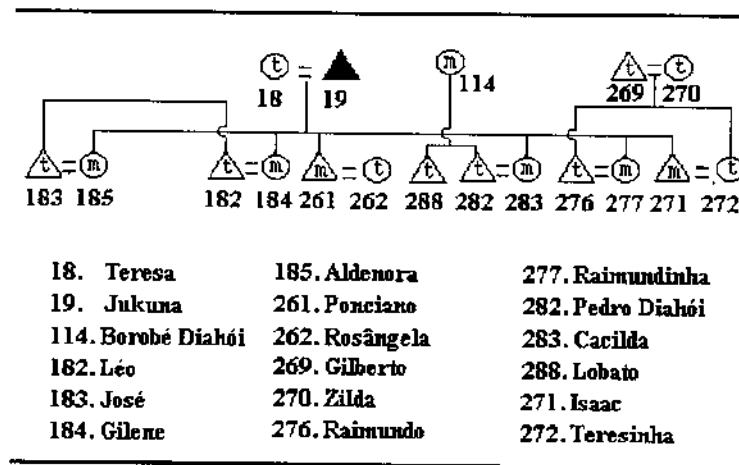 t = m
18 19 114 t = t
269 270
t = m t = m m = t t t = m t = m m = t
183 185 182 184 261 262 288 282 283 276 277 271 272
18. Teresa
19. Jukuna
114. Borobé Diahói
182. Léo
183. José
184. Gilene
185. Aldenora
261. Ponciano
262. Rosângela
269. Gilberto
270. Zilda
276. Raimundo
277. Raimundinha
282. Pedro Diahói
283. Cacilda
288. Lobato
271. Isaac
272. Teresinha